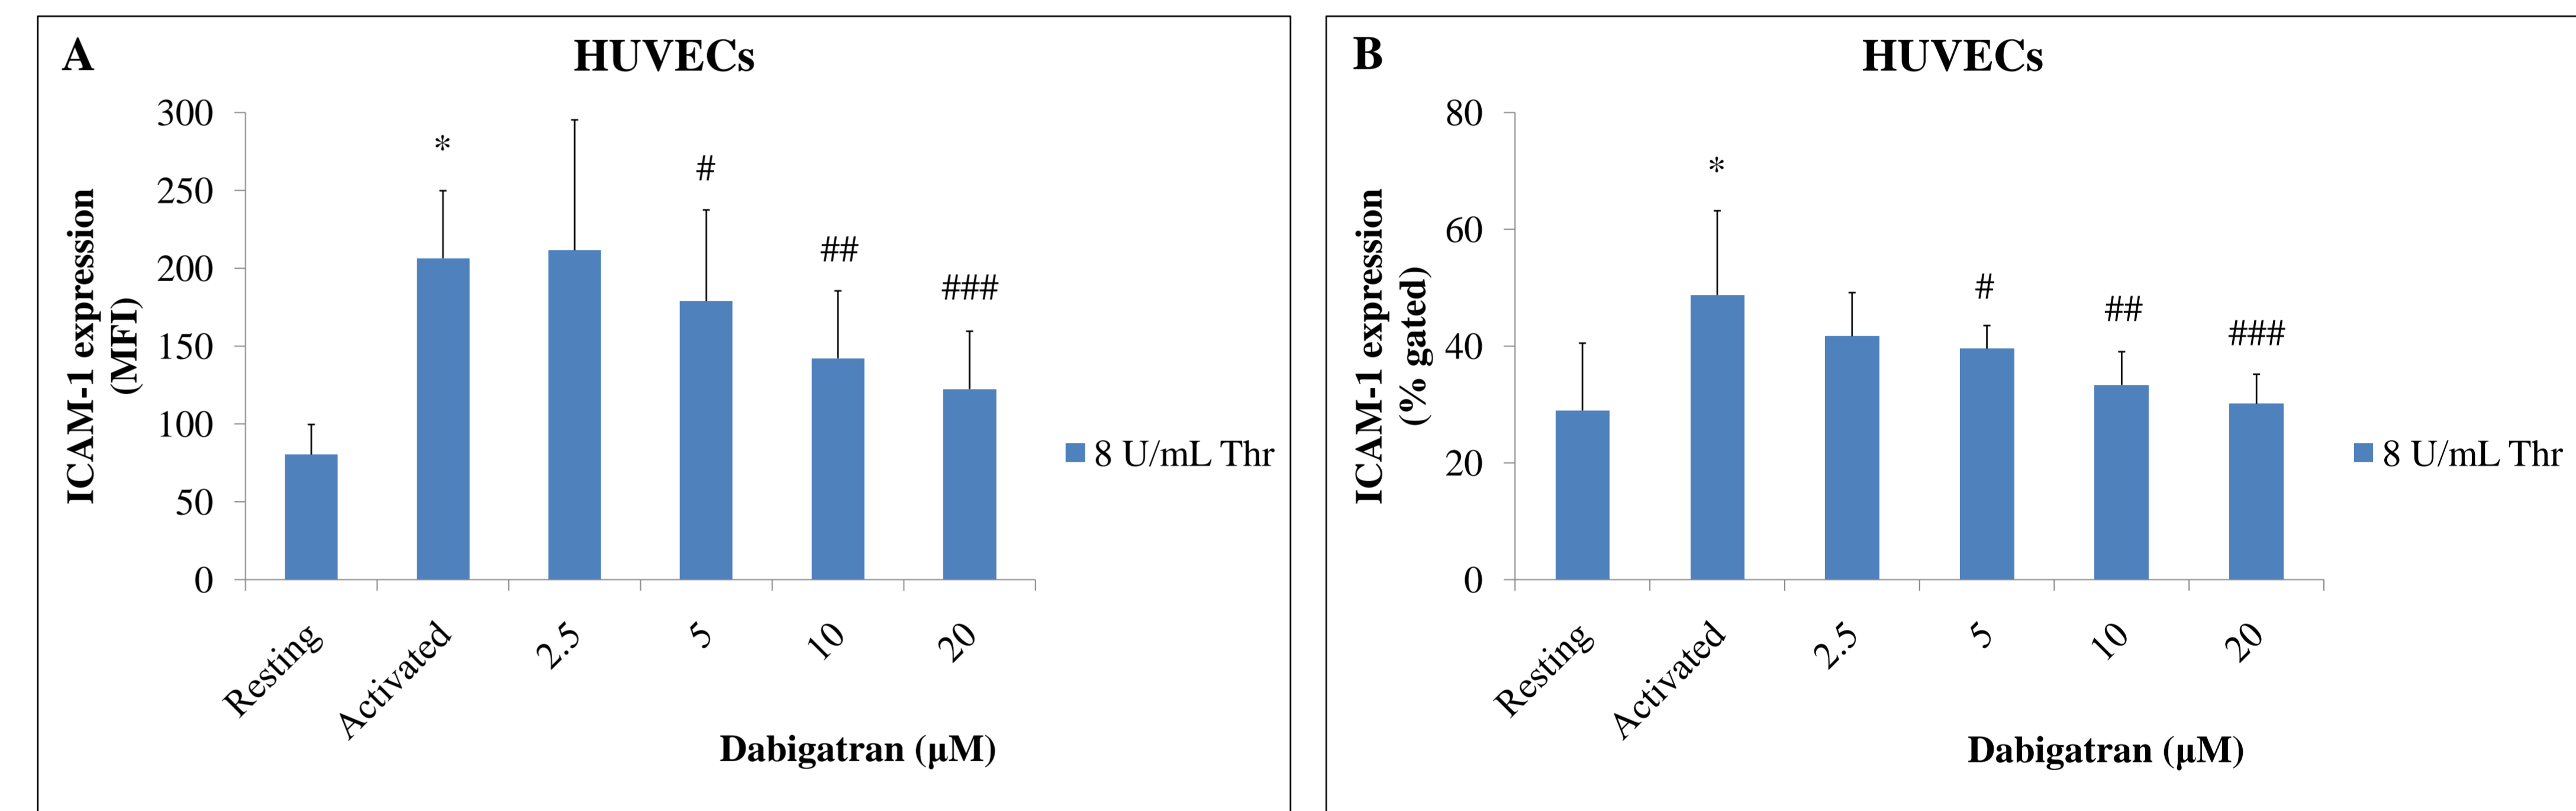 A
HUVECs
300
250
200
150
100
50
0
ICAM-1 expression
(MFI)
*
#
##
###
8 U/mL Thr
Resting
Activated
2.5
5
10
20
Dabigatran (µM)
B
HUVECs
80
60
40
20
0
ICAM-1 expression
(% gated)
*
#
##
###
8 U/mL Thr
Resting
Activated
2.5
5
10
20
Dabigatran (µM)